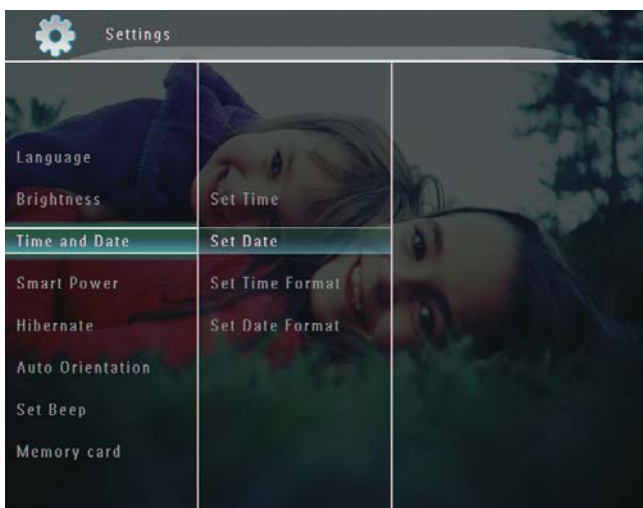 Settings
Language
Brightness
Time and Date
Smart Power
Hibernate
Auto Orientation
Set Beep
Memory card
Set Time
Set Date
Set Time Format
Set Date Format